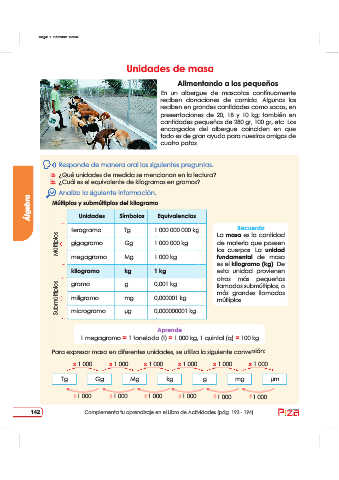 Unidades de masa
Alimentando a los pequeños
En un albergue de mascotas continuamente
reciben donaciones de comida. Algunos las
reciben en grandes cantidades como sacos, en
presentaciones de 20, 18 y 10 kg; también en
cantidades pequeñas de 280 gr, 100 gr., etc. Los
encargados del albergue coinciden en que
todo es de gran ayuda para nuestros amigos de
cuatro patas.
Responde de manera oral las siguientes preguntas.
¿Qué unidades de medida se mencionan en la lectura?
¿Cuál es el equivalente de kilogramos en gramos?
Analiza la siguiente información.
Múltiplos y submúltiplos del kilogramo
Unidades Símbolos Equivalencias
teragramo Tg 1 000 000 000 kg
gigagramo Gg 1 000 000 kg
megagramo Mg 1 000 kg
kilogramo kg 1 kg
gramo g 0,001 kg
miligramo mg 0,000001 kg
microgramo µg 0,000000001 kg
Múltiplos
Submúltiplos
Álgebra
Recuerda
La masa es la cantidad
de materia que poseen
los cuerpos. La unidad
fundamental de masa
es el kilogramo (kg). De
esta unidad provienen
otras más pequeñas
llamadas submúltiplos, o
más grandes llamadas
múltiplos
Aprende
1 megagramo = 1 tonelada (t) = 1 000 kg, 1 quintal (q) = 100 kg
Para expresar masa en diferentes unidades, se utiliza la siguiente conversión:
x 1 000 x 1 000 x 1 000 x 1 000 x 1 000 x 1 000
Tg Gg Mg kg g mg µm
÷1 000 ÷1 000 ÷1 000 ÷1 000 ÷1 000 ÷1 000
142
Complementa tu aprendizaje en el Libro de Actividades (pág. 193 - 194)